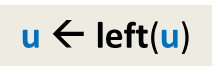 u ← left(u)